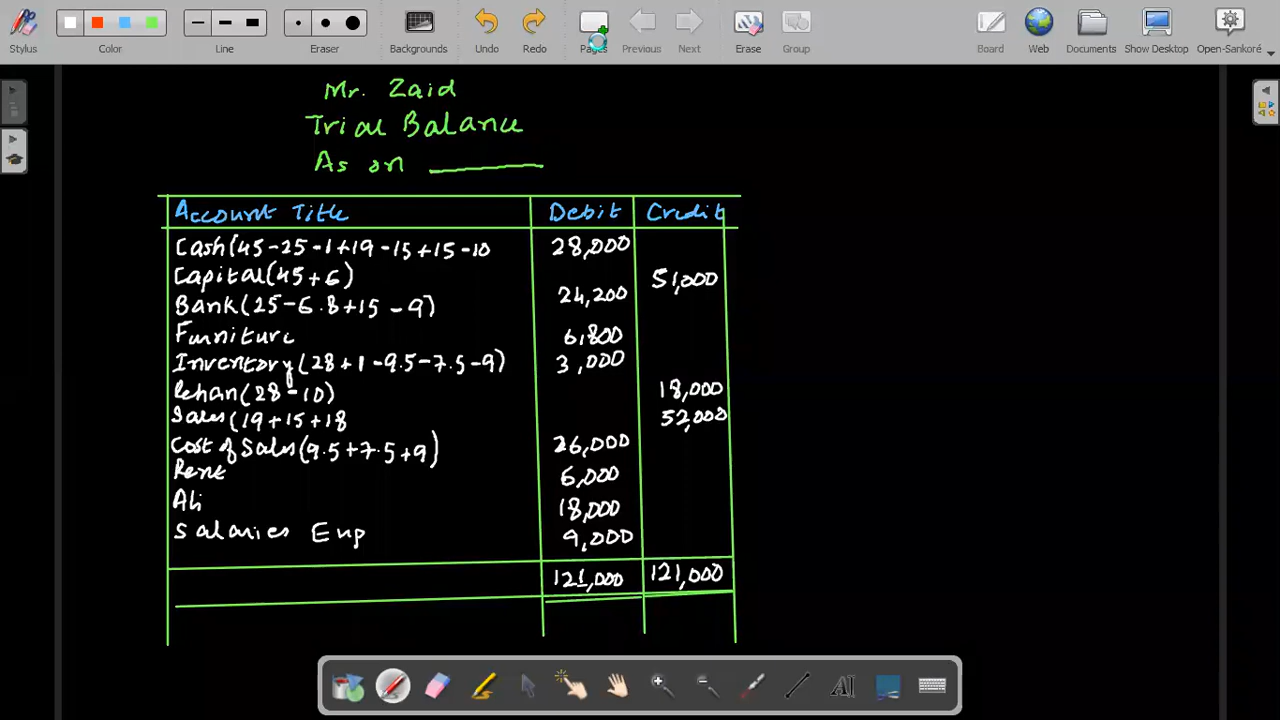 Stylus Color Line Eraser Backgrounds Undo Redo Pages Previous Next Erase Group Board Web Documents Show Desktop Open-Sankoré
Mr. Zaid
Trial Balance
As on
Account Title Debit Credit
Cash(45-25-1+19-15+15-10 28,000
Capital(45+6) 51,000
Bank(25-6.8+15-9) 24,200
Furniture 6,800
Inventory(28+1-9.5-7.5-9) 3,000
Rehan(28-10) 18,000
Sales(19+15+18 52,000
Cost of Sales(9.5+7.5+9) 26,000
Rent 6,000
Ali 18,000
Salaries Exp 9,000
121,000 121,000